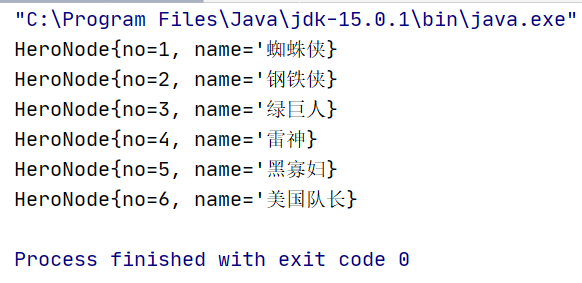 "C:\Program Files\Java\jdk-15.0.1\bin\java.exe"
HeroNode{no=1, name='蜘蛛侠}
HeroNode{no=2, name='钢铁侠}
HeroNode{no=3, name='绿巨人}
HeroNode{no=4, name='雷神}
HeroNode{no=5, name='黑寡妇}
HeroNode{no=6, name='美国队长}
Process finished with exit code 0